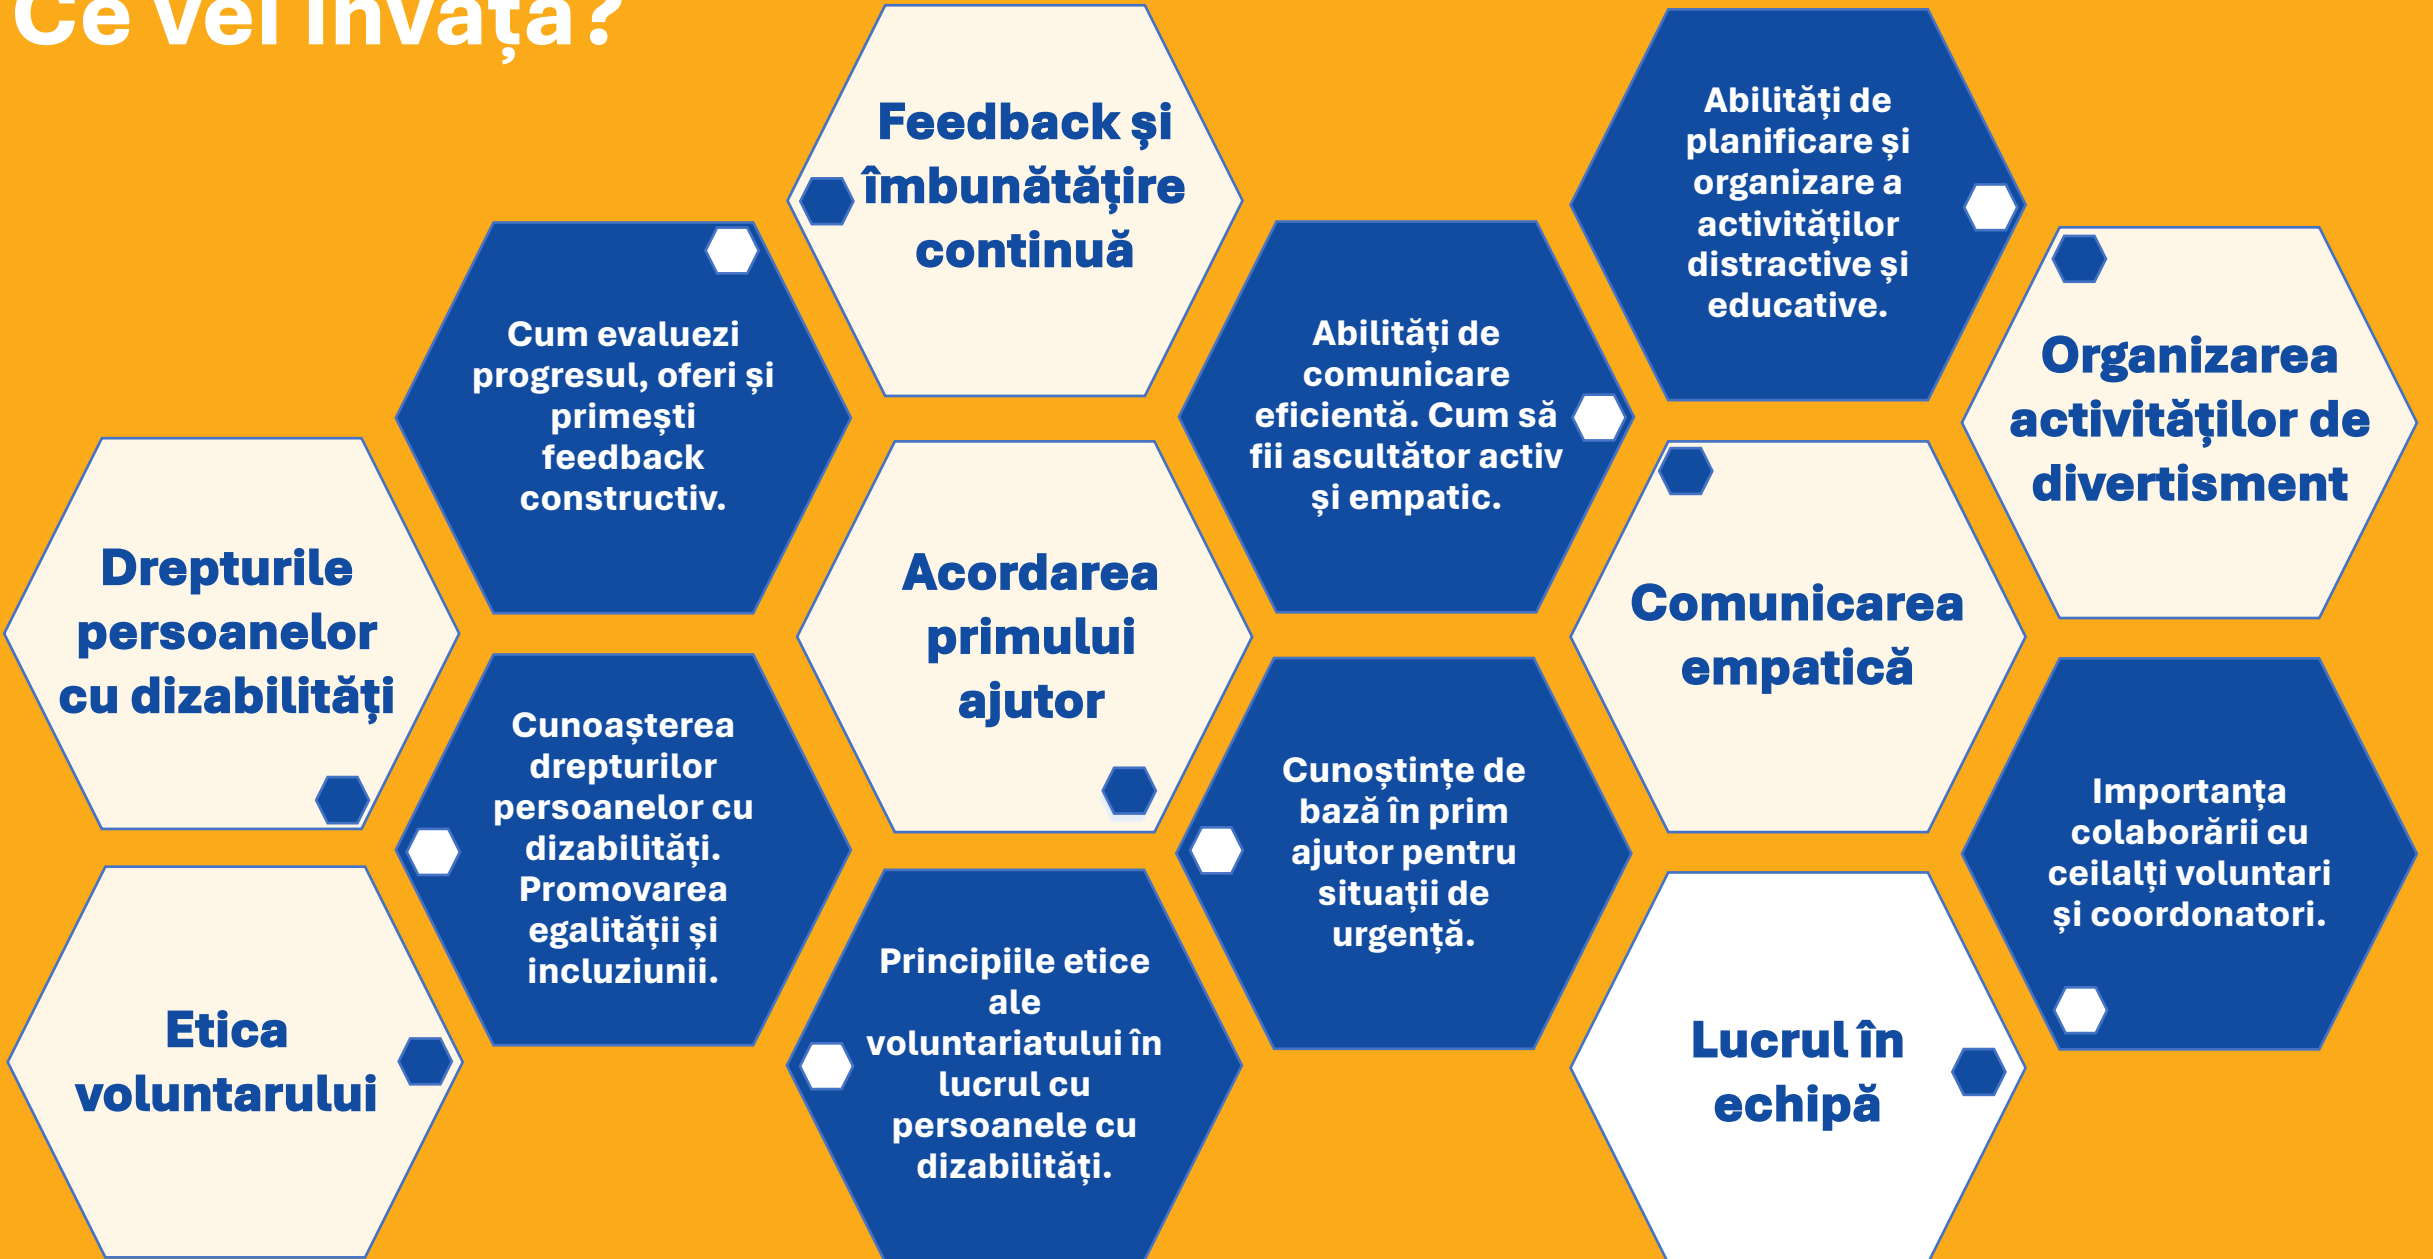 Ce vei învăța?
Feedback și
îmbunătățire
continuă
Cum evaluezi
progresul, oferi și
primești
feedback
constructiv.
Abilități de
planificare și
organizare a
activităților
distractive și
educative.
Organizarea
activităților de
divertisment
Abilități de
comunicare
eficientă. Cum să
fii ascultător activ
și empatic.
Comunicarea
empatică
Drepturile
persoanelor
cu dizabilități
Cunoașterea
drepturilor
persoanelor cu
dizabilități.
Promovarea
egalității și
incluziunii.
Acordarea
primului
ajutor
Cunoștințe de
bază în prim
ajutor pentru
situații de
urgență.
Etica
voluntarului
Principiile etice
ale
voluntariatului în
lucrul cu
persoanele cu
dizabilități.
Lucrul în
echipă
Importanța
colaborării cu
ceilalți voluntari
și coordonatori.